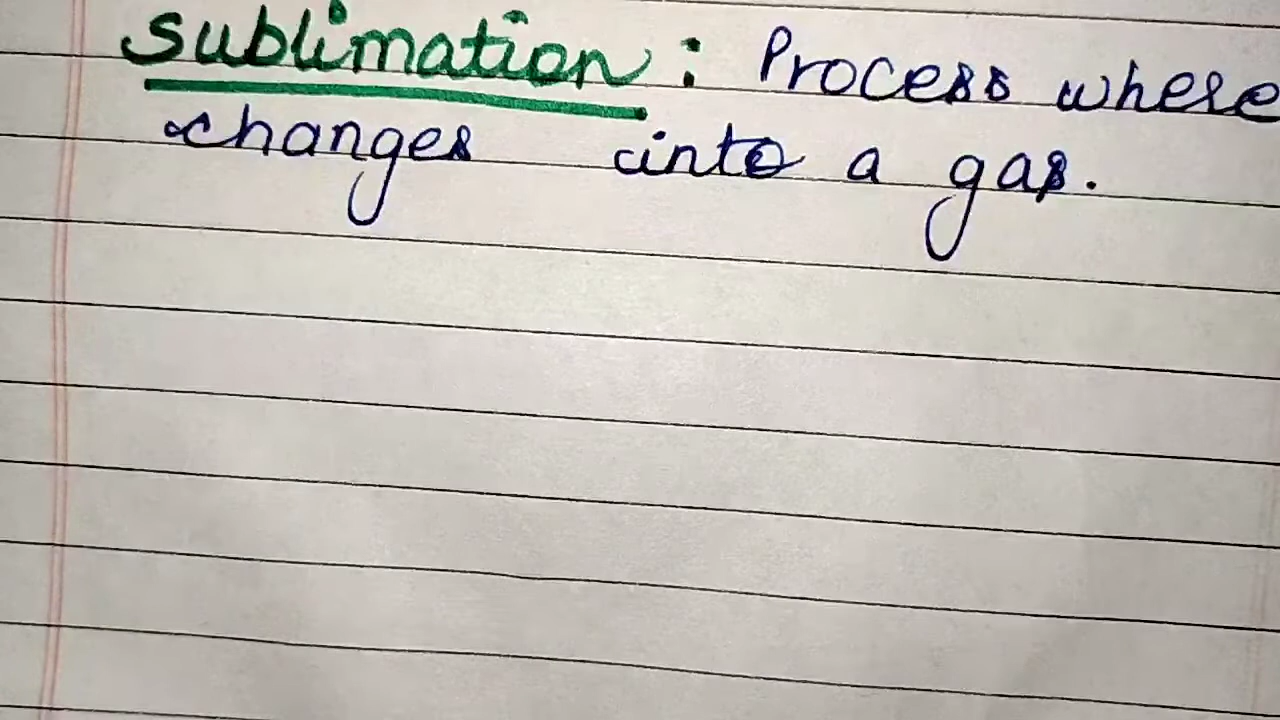 sublimation : Process where
changes into a gas.